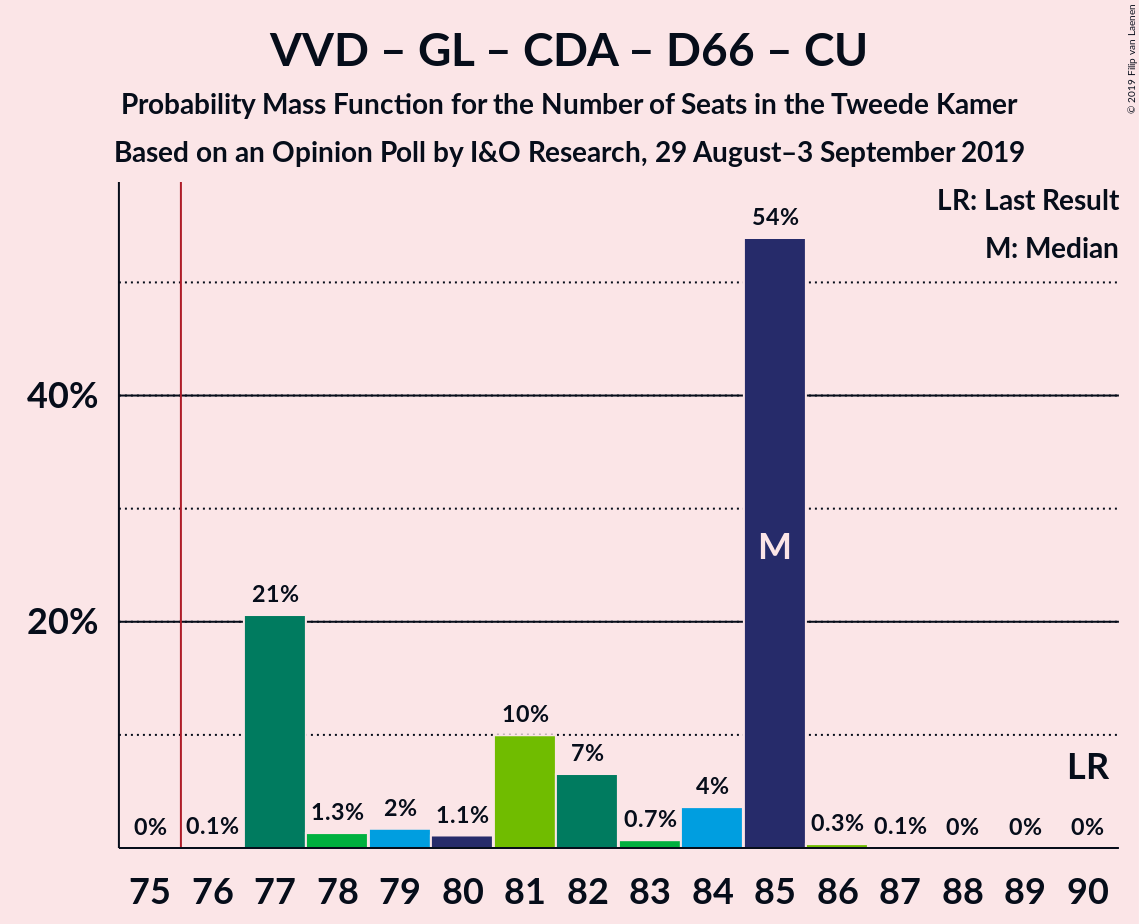 VVD – GL – CDA – D66 – CU
Probability Mass Function for the Number of Seats in the Tweede Kamer
Based on an Opinion Poll by I&O Research, 29 August–3 September 2019
© 2019 Filip van Laenen
LR: Last Result
M: Median
54%
40%
M
21%
20%
10%
7%
LR
4%
0% 0.1% 1.3% 2% 1.1% 0.7% 0.3% 0.1% 0% 0% 0%
75 76 77 78 79 80 81 82 83 84 85 86 87 88 89 90